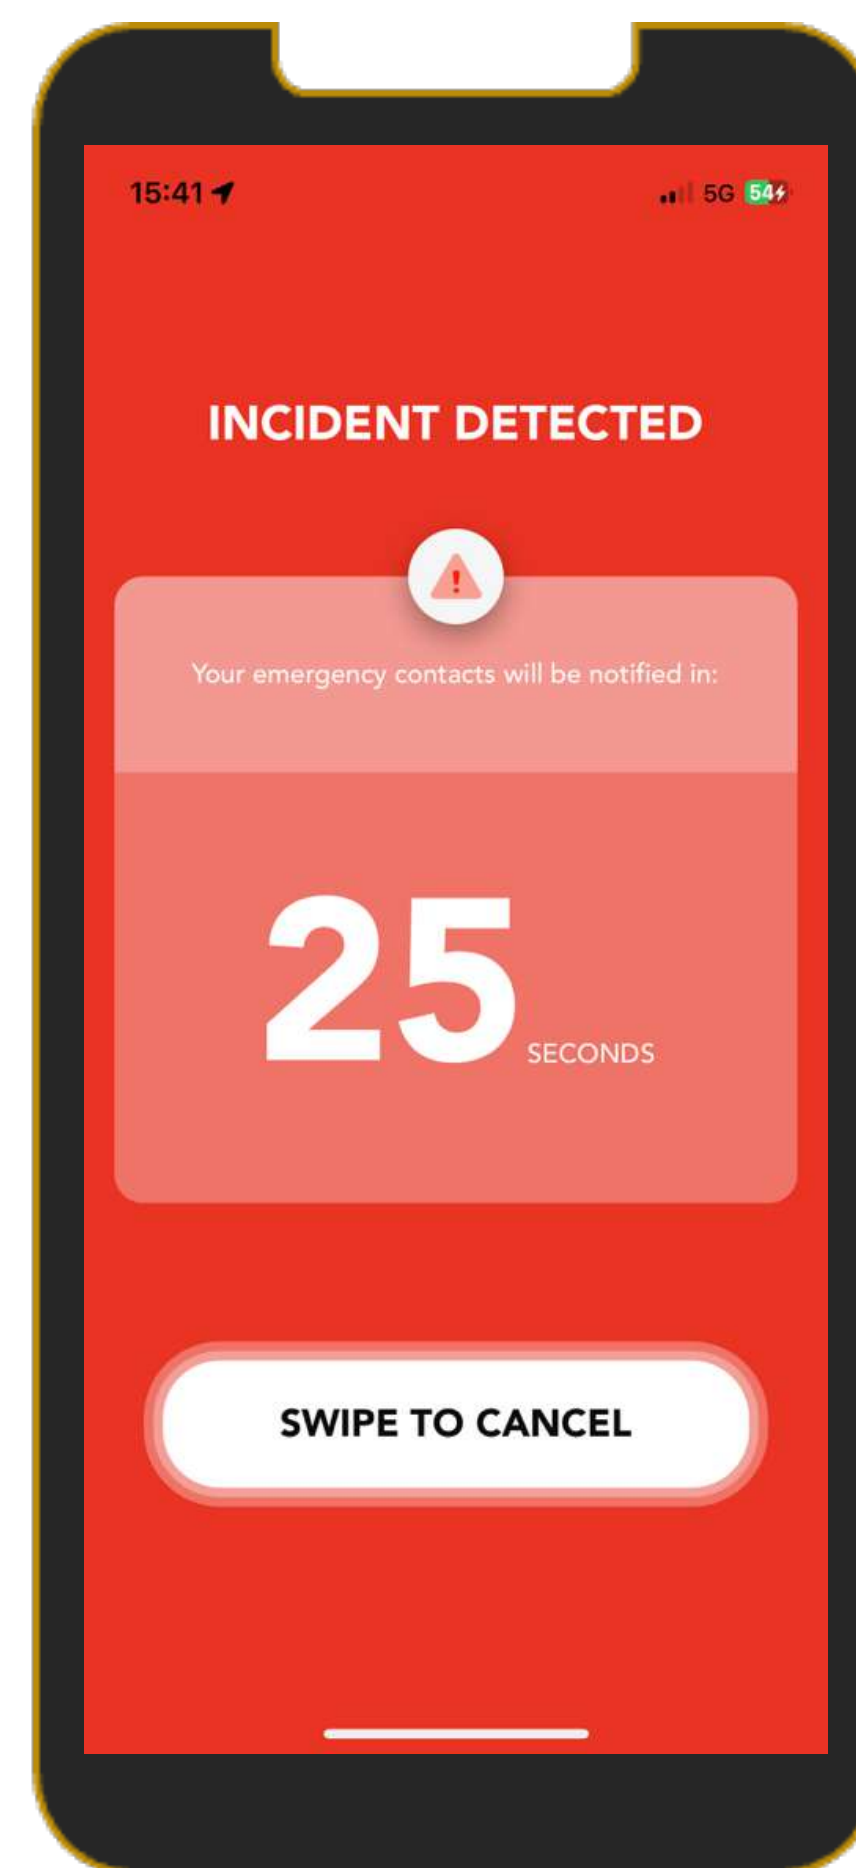 15:41 5G 54
INCIDENT DETECTED
!
Your emergency contacts will be notified in:
25 SECONDS
SWIPE TO CANCEL